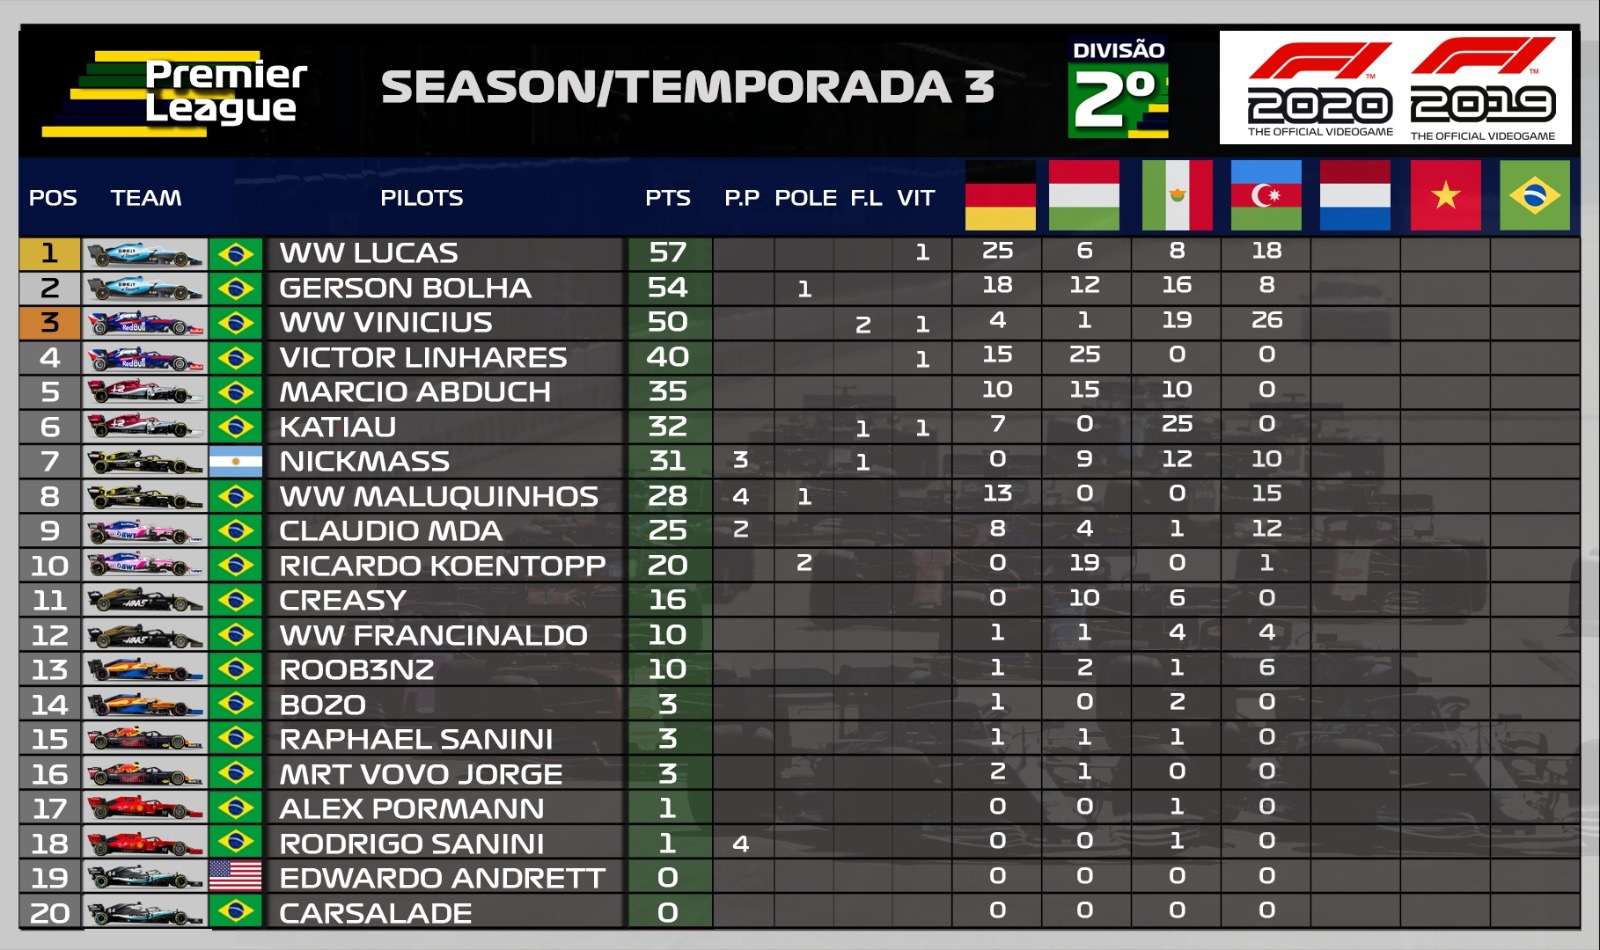 Premier
League
SEASON/TEMPORADA 3
DIVISÃO
2º
F1 2020
THE OFFICIAL VIDEOGAME
F1 2019
THE OFFICIAL VIDEOGAME
POS TEAM PILOTS PTS P.P POLE F.L VIT
1 WW LUCAS 57 1 25 6 8 18
2 GERSON BOLHA 54 1 18 12 16 8
3 WW VINICIUS 50 2 1 4 1 19 26
4 VICTOR LINHARES 40 1 15 25 0 0
5 MARCIO ABDUCH 35 10 15 10 0
6 KATIAU 32 1 1 7 0 25 0
7 NICKMASS 31 3 1 0 9 12 10
8 WW MALUQUINHOS 28 4 1 13 0 0 15
9 CLAUDIO MDA 25 2 8 4 1 12
10 RICARDO KOENTOPP 20 2 0 19 0 1
11 CREASY 16 0 10 6 0
12 WW FRANCINALDO 10 1 1 4 4
13 ROOB3NZ 10 1 2 1 6
14 BOZO 3 1 0 2 0
15 RAPHAEL SANINI 3 1 1 1 0
16 MRT VOVO JORGE 3 2 1 0 0
17 ALEX PORMANN 1 0 0 1 0
18 RODRIGO SANINI 1 4 0 0 1 0
19 EDWARDO ANDRETT 0 0 0 0 0
20 CARSALADE 0 0 0 0 0